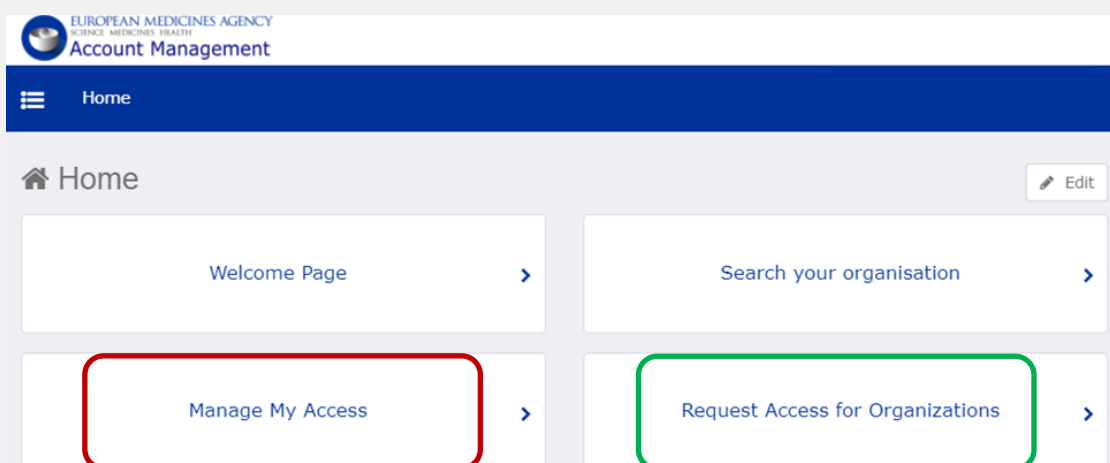 EUROPEAN MEDICINES AGENCY
SCIENCE MEDICINES HEALTH
Account Management
Home
Home
Edit
Welcome Page
Search your organisation
Manage My Access
Request Access for Organizations